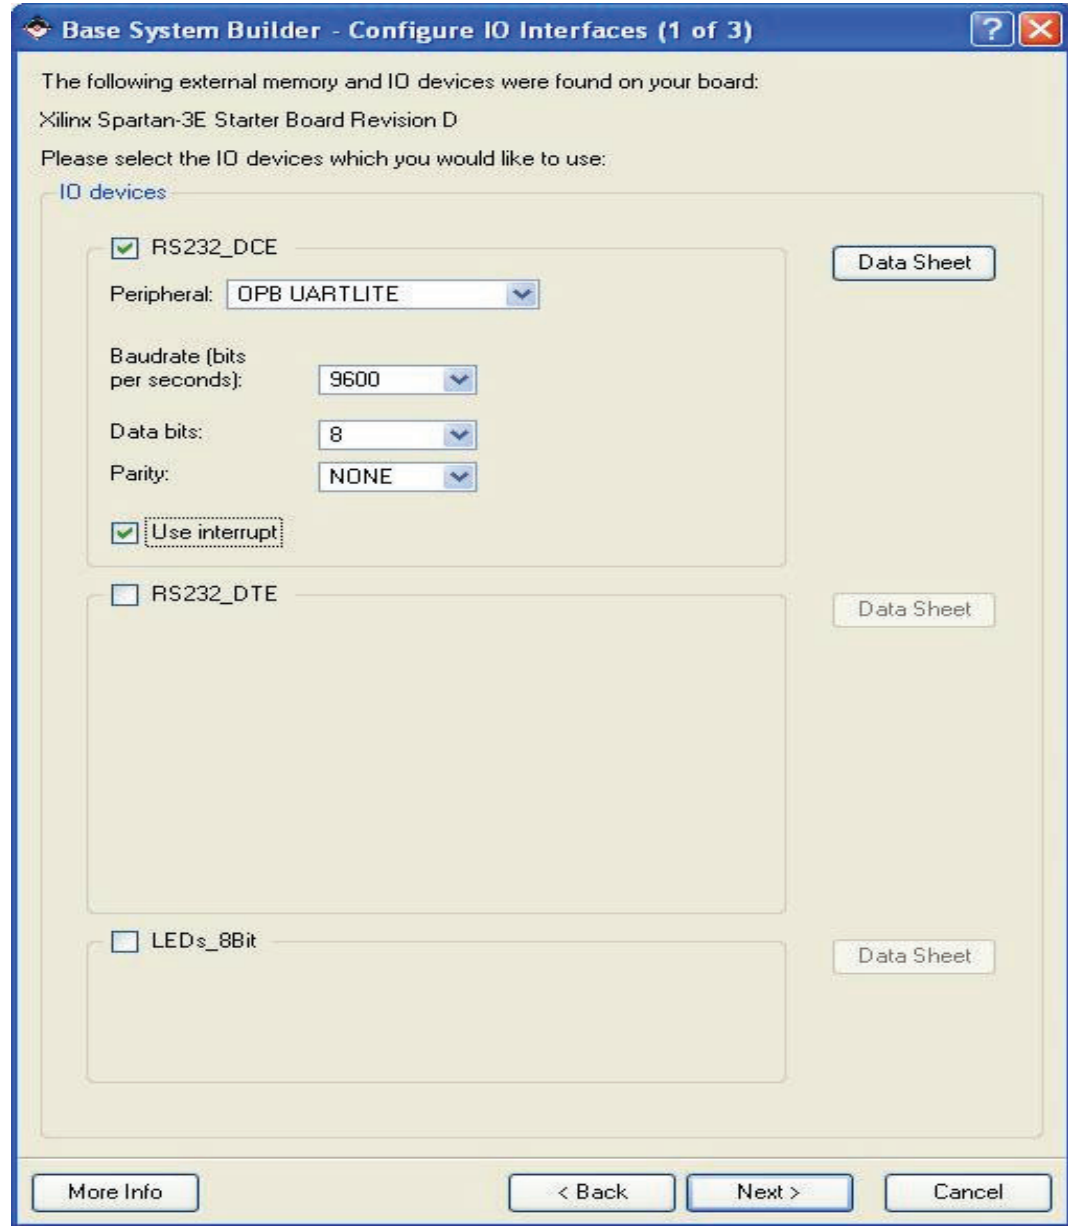 Base System Builder - Configure IO Interfaces (1 of 3)
The following external memory and IO devices were found on your board:
Xilinx Spartan-3E Starter Board Revision D
Please select the IO devices which you would like to use:
IO devices
RS232_DCE
Data Sheet
Peripheral: OPB UARTLITE
Baudrate (bits
per seconds): 9600
Data bits: 8
Parity: NONE
Use interrupt
RS232_DTE
Data Sheet
LEDs_8Bit
Data Sheet
More Info < Back Next > Cancel